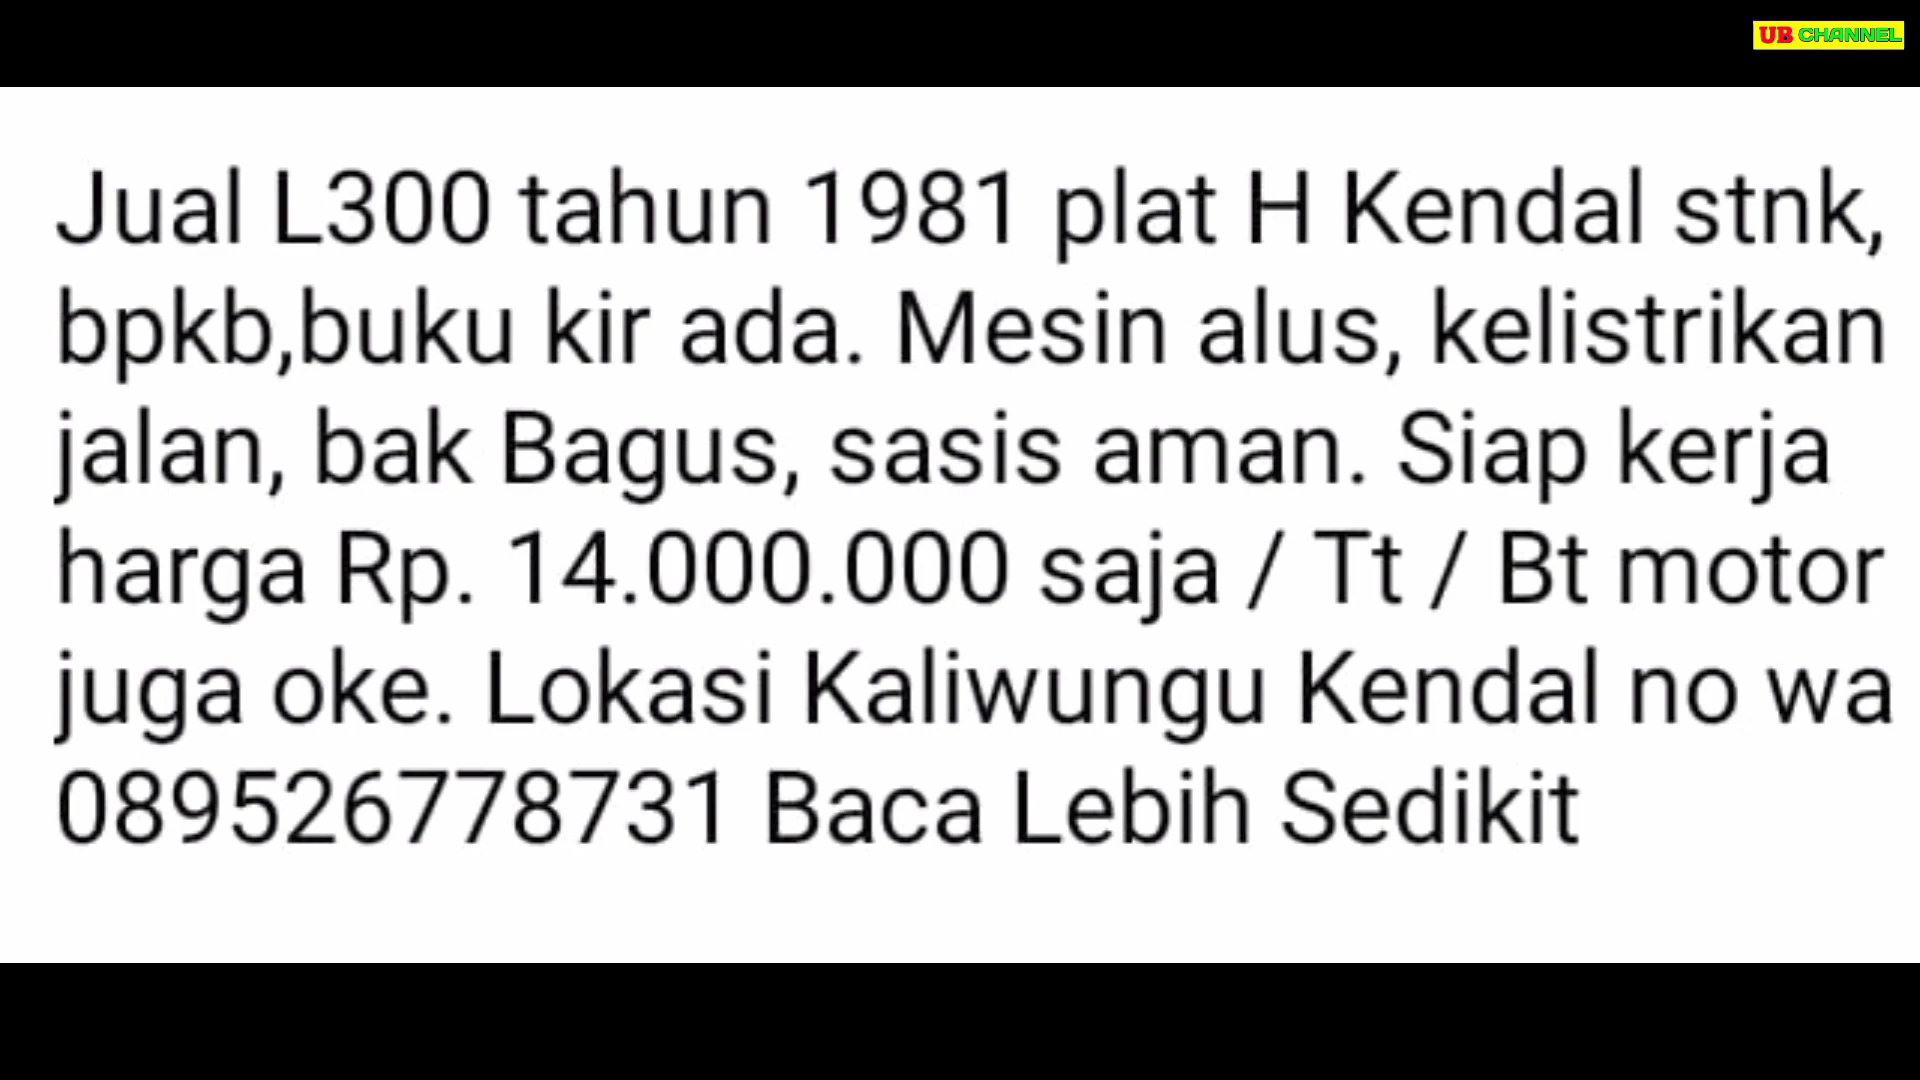 UB CHANNEL
Jual L300 tahun 1981 plat H Kendal stnk,
bpkb,buku kir ada. Mesin alus, kelistrikan
jalan, bak Bagus, sasis aman. Siap kerja
harga Rp. 14.000.000 saja / Tt / Bt motor
juga oke. Lokasi Kaliwungu Kendal no wa
089526778731 Baca Lebih Sedikit